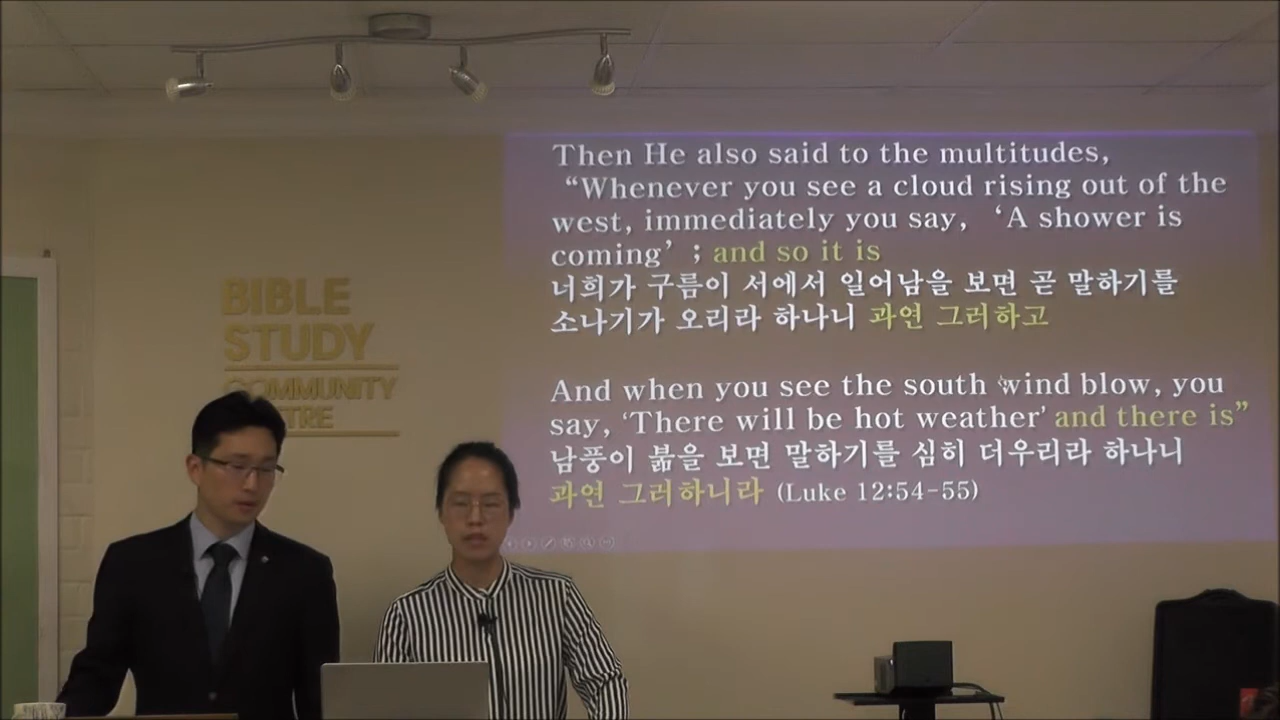 BIBLE
STUDY
COMMUNITY
Then He also said to the multitudes,
“Whenever you see a cloud rising out of the
west, immediately you say, ‘A shower is
coming’ ; and so it is
너희가 구름이 서에서 일어남을 보면 곧 말하기를
소나기가 오리라 하나니 과연 그러하고
And when you see the south wind blow, you
say, ‘There will be hot weather’ and there is”
남풍이 붊을 보면 말하기를 심히 더우리라 하나니
과연 그러하니라 (Luke 12:54-55)